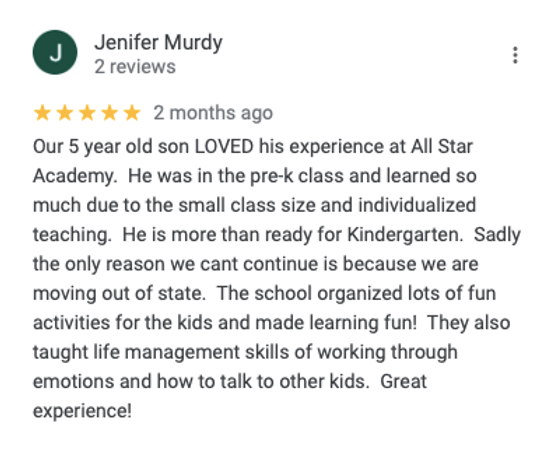 J
Jenifer Murdy
2 reviews
2 months ago
Our 5 year old son LOVED his experience at All Star
Academy.  He was in the pre-k class and learned so
much due to the small class size and individualized
teaching.  He is more than ready for Kindergarten.  Sadly
the only reason we cant continue is because we are
moving out of state.  The school organized lots of fun
activities for the kids and made learning fun!  They also
taught life management skills of working through
emotions and how to talk to other kids.  Great
experience!